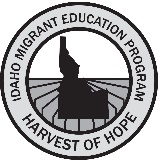 IDAHO MIGRANT EDUCATION PROGRAM
HARVEST OF HOPE